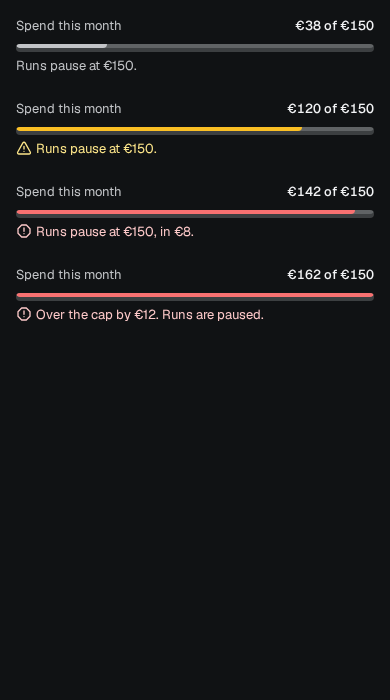 Spend this month €38 of €150
Runs pause at €150.
Spend this month €120 of €150
Runs pause at €150.
Spend this month €142 of €150
Runs pause at €150, in €8.
Spend this month €162 of €150
Over the cap by €12. Runs are paused.